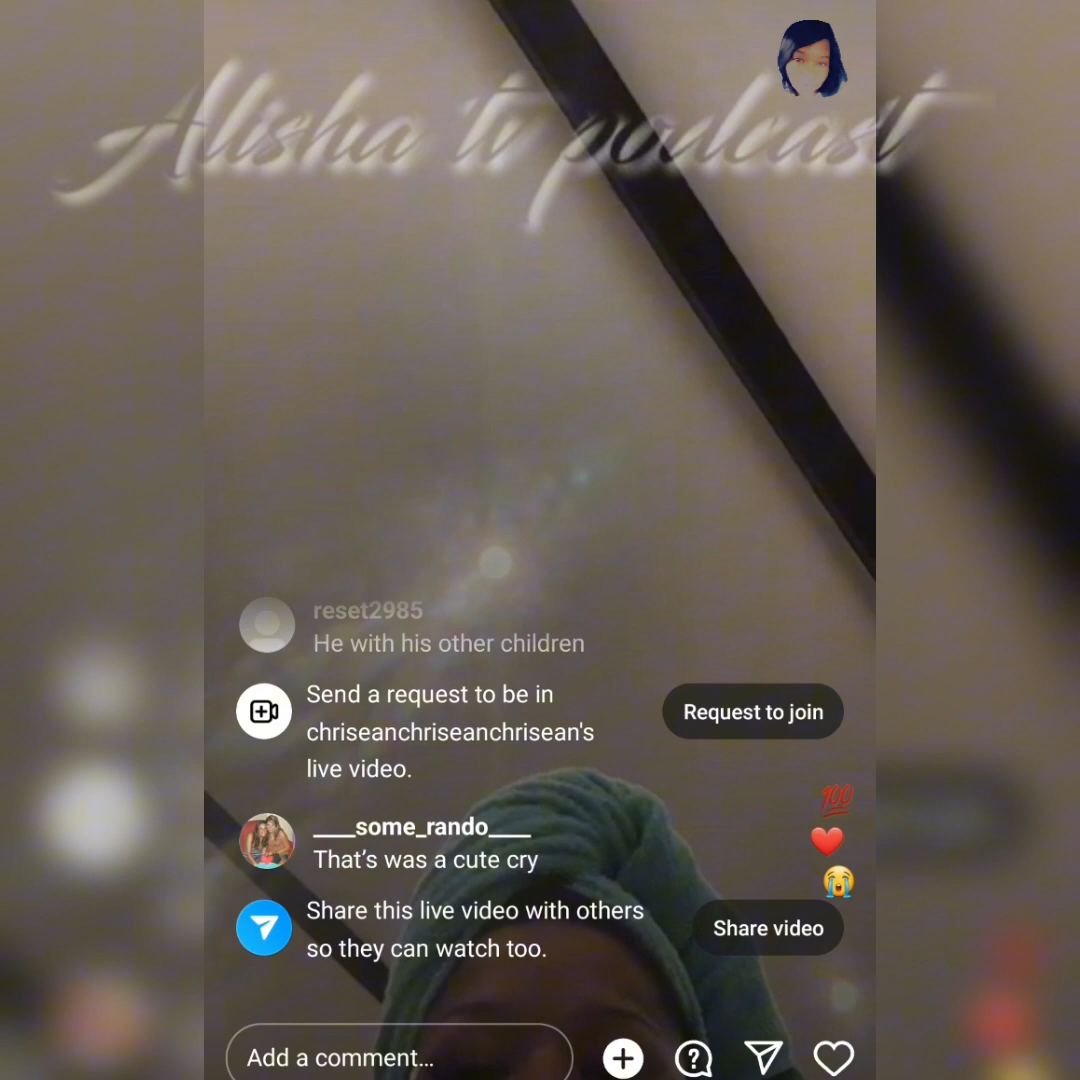 Alisha tv podcast
reset2985
He with his other children
Send a request to be in
chriseanchriseanchrisean's
live video.
Request to join
💯
____some_rando____
That’s was a cute cry
Share this live video with others
so they can watch too.
Share video
Add a comment...